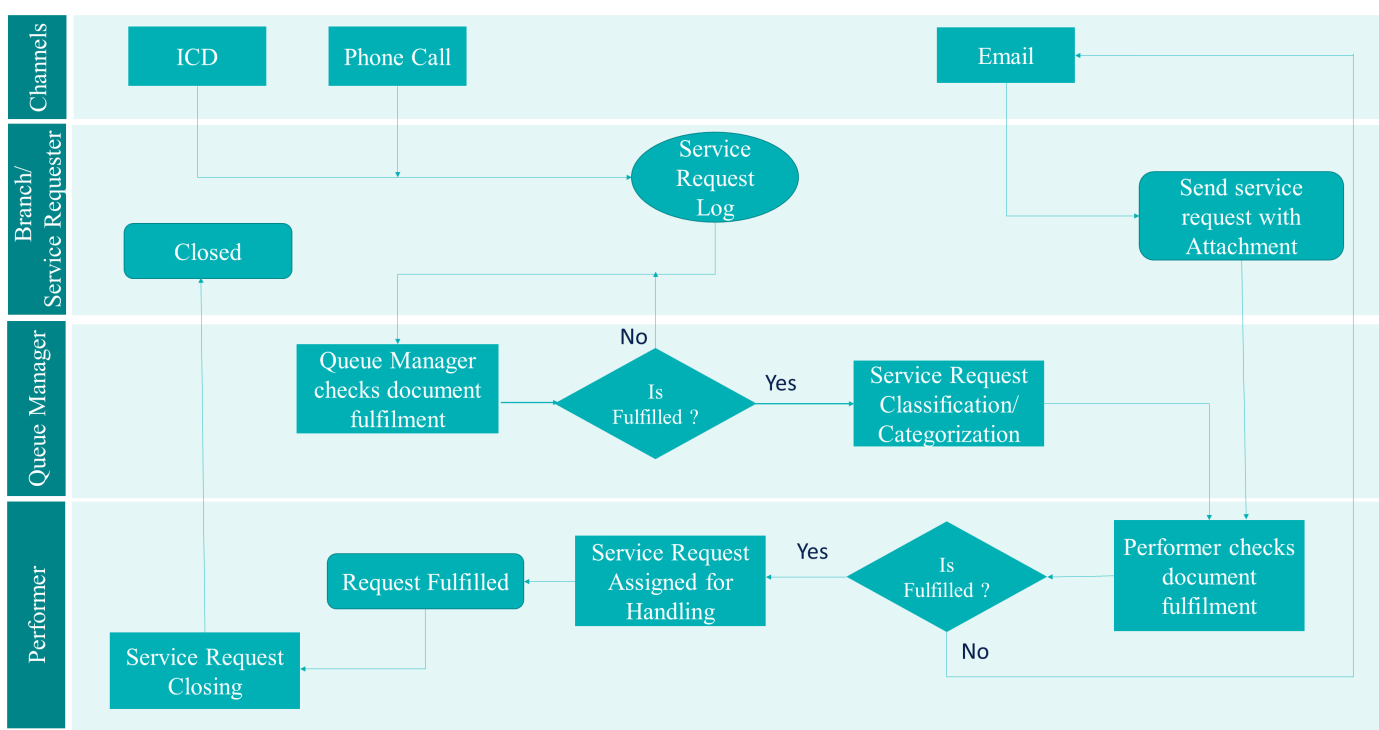 Channels
ICD
Phone Call
Email
Branch/
Service Requester
Service
Request
Log
Send service
request with
Attachment
Closed
Queue Manager
Queue Manager
checks document
fulfilment
No
Is
Fulfilled ?
Yes
Service Request
Classification/
Categorization
Performer
Performer checks
document
fulfilment
Is
Fulfilled ?
Yes
No
Service Request
Assigned for
Handling
Request Fulfilled
Service Request
Closing